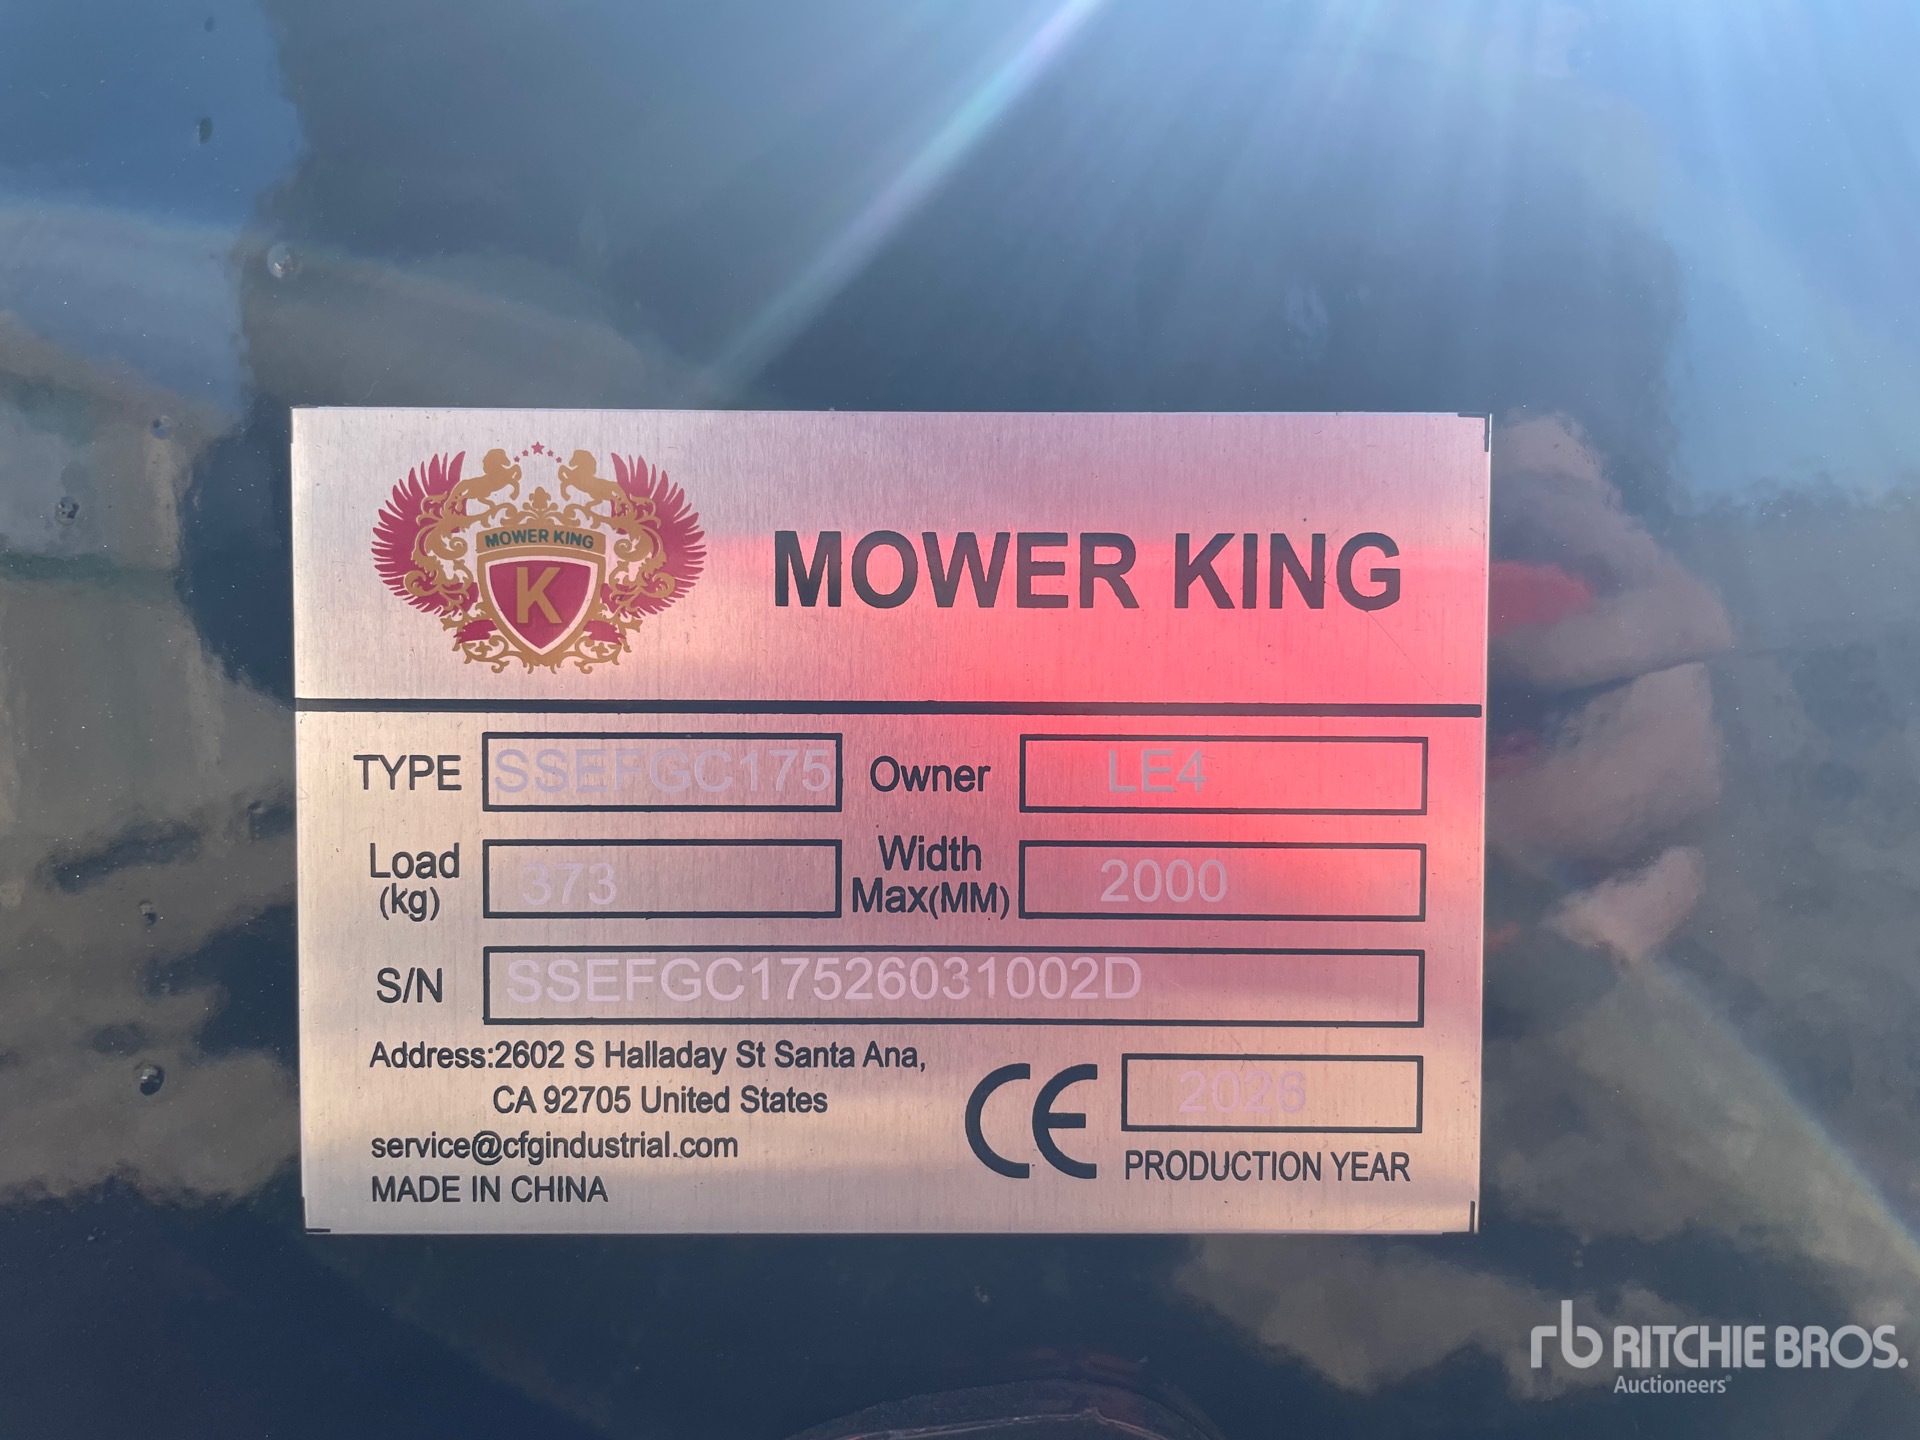 MOWER KING
K
MOWER KING
TYPE SSEFGC175 Owner LE4
Load (kg) 373 Width Max(MM) 2000
S/N SSEFGC17526031002D
Address:2602 S Halladay St Santa Ana,
CA 92705 United States
service@cfgindustrial.com
MADE IN CHINA
CE 2026
PRODUCTION YEAR
rb RITCHIE BROS.
Auctioneers